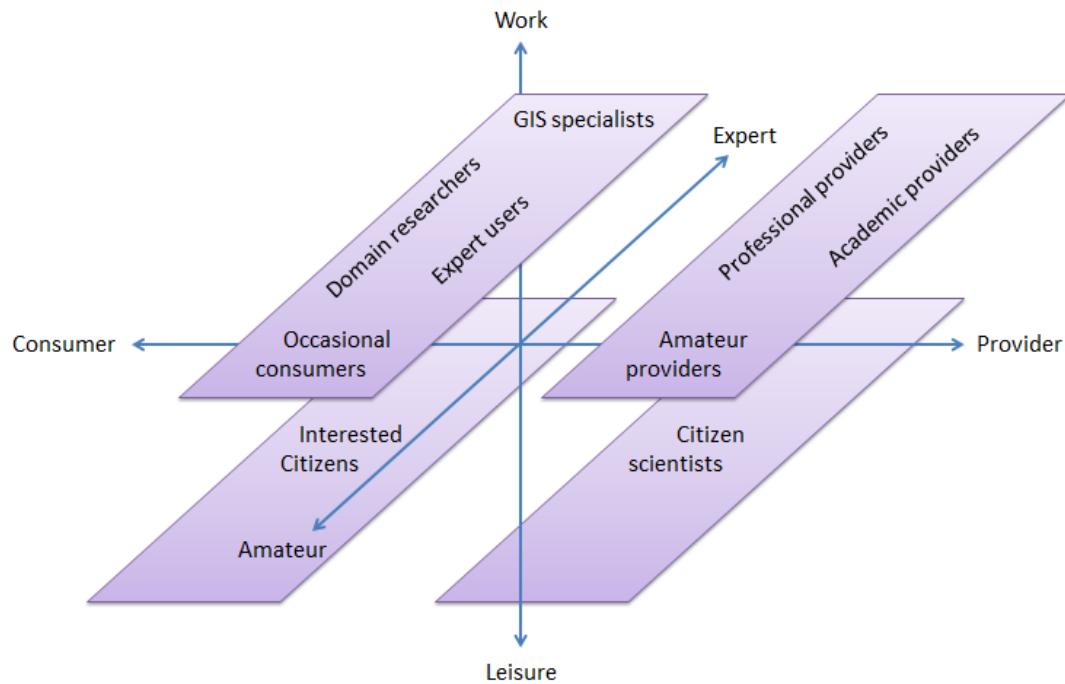 Work
GIS specialists
Expert
Domain researchers
Expert users
Professional providers
Academic providers
Consumer
Occasional
consumers
Amateur
providers
Provider
Interested
Citizens
Citizen
scientists
Amateur
Leisure